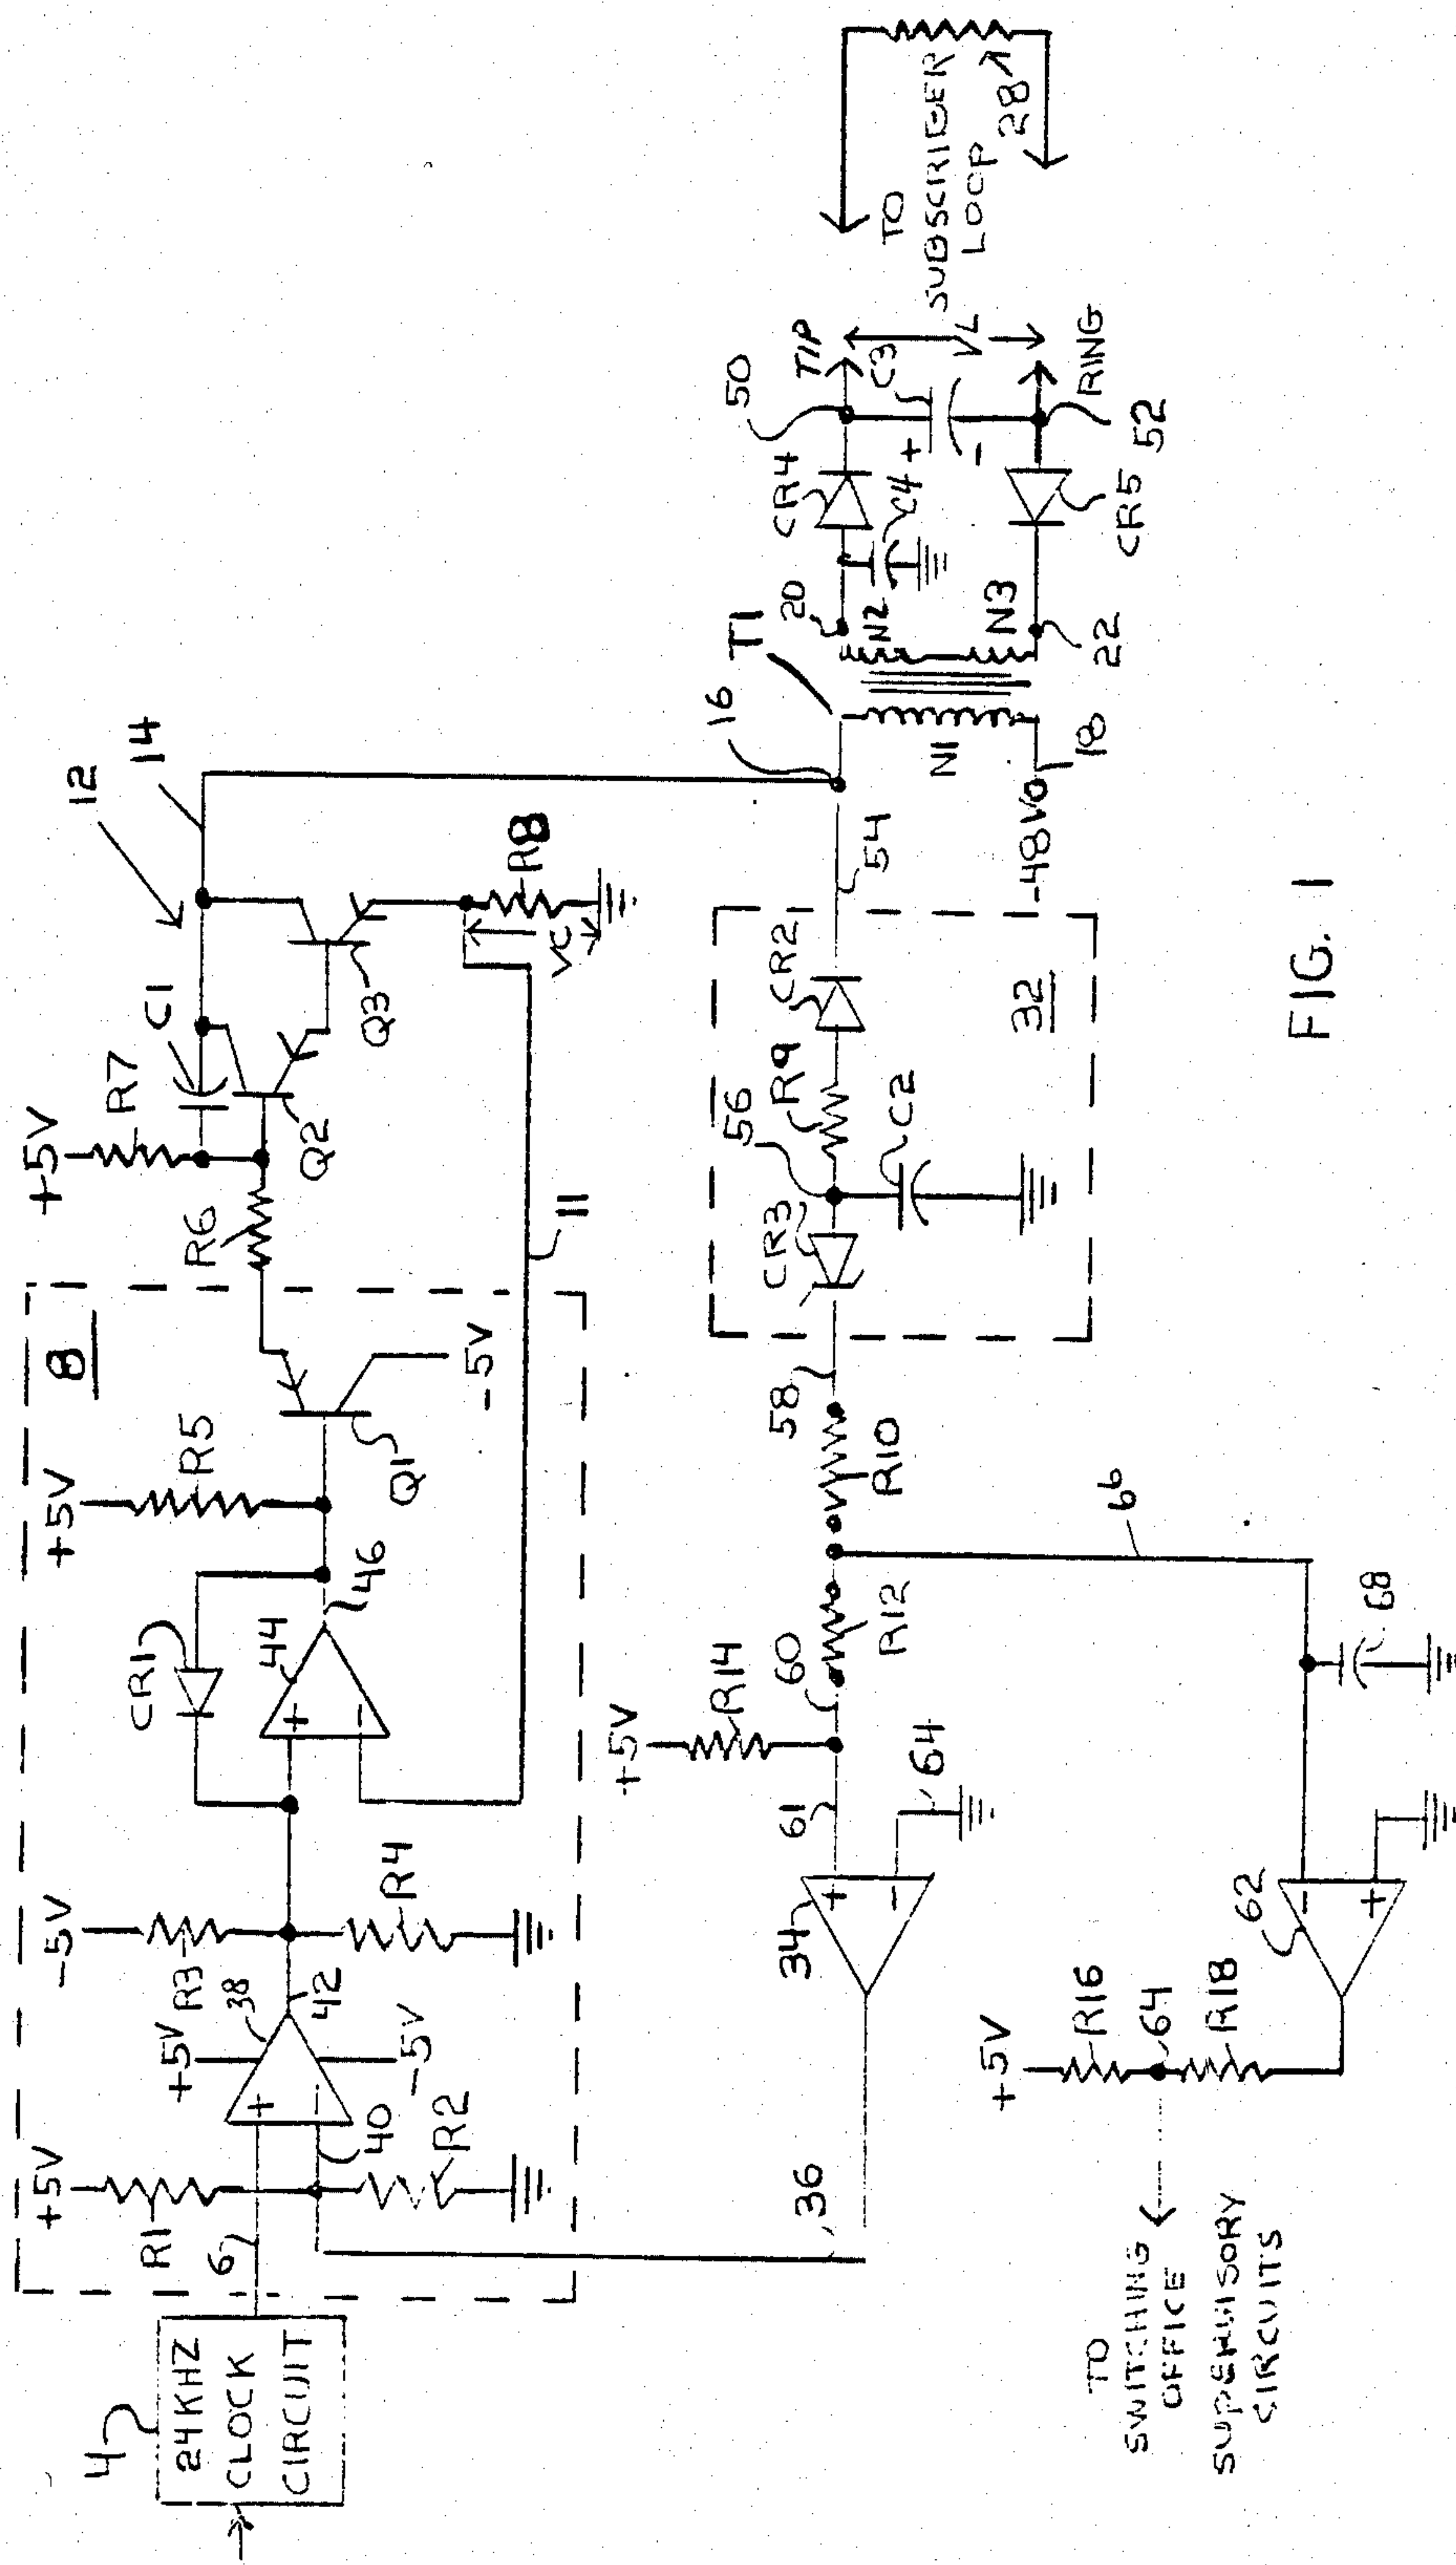 4
24KHZ
CLOCK
CIRCUIT
6
8
+5V
R1
+
-
40
R2
+5V
38
-5V
42
-5V
R3
R4
CR1
44
+
-
46
+5V
R5
Q1
-5V
R6
11
+5V
R7
C1
Q2
Q3
12
14
VC
R8
16
T1
N1
-48V
18
20
N2
N3
22
C4
CR4
CR5
50
TIP
C3
+
-
VL
RING
52
TO
SUBSCRIBER
LOOP
28
54
CR2
R9
56
C2
CR3
32
58
R10
R12
60
+5V
R14
61
64
34
+
-
36
66
68
62
-
+
+5V
R16
64
R18
TO
SWITCHING
OFFICE
SUPERVISORY
CIRCUITS
FIG. 1